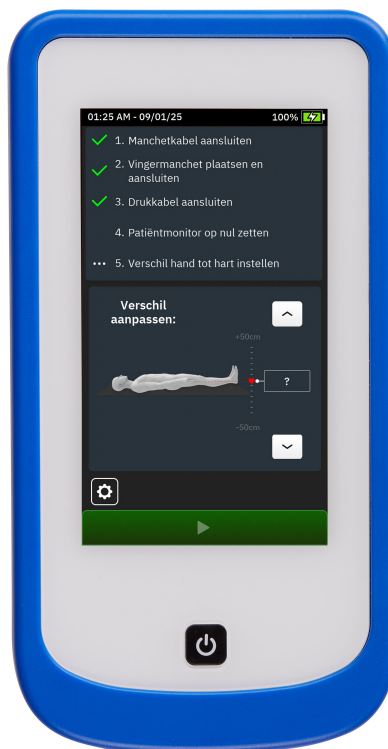 01:25 AM - 09/01/25 100%
1. Manchetkabel aansluiten
2. Vingermanchet plaatsen en
aansluiten
3. Drukkabel aansluiten
4. Patiëntmonitor op nul zetten
5. Verschil hand tot hart instellen
Verschil
aanpassen:
+50cm
?
-50cm